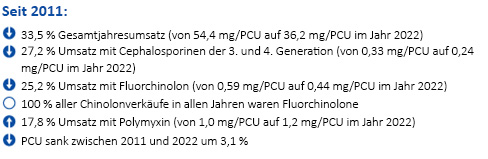 Seit 2011:
33,5 % Gesamtjahresumsatz (von 54,4 mg/PCU auf 36,2 mg/PCU im Jahr 2022)
27,2 % Umsatz mit Cephalosporinen der 3. und 4. Generation (von 0,33 mg/PCU auf 0,24
mg/PCU im Jahr 2022)
25,2 % Umsatz mit Fluorchinolon (von 0,59 mg/PCU auf 0,44 mg/PCU im Jahr 2022)
100 % aller Chinolonverkäufe in allen Jahren waren Fluorchinolone
17,8 % Umsatz mit Polymyxin (von 1,0 mg/PCU auf 1,2 mg/PCU im Jahr 2022)
PCU sank zwischen 2011 und 2022 um 3,1 %